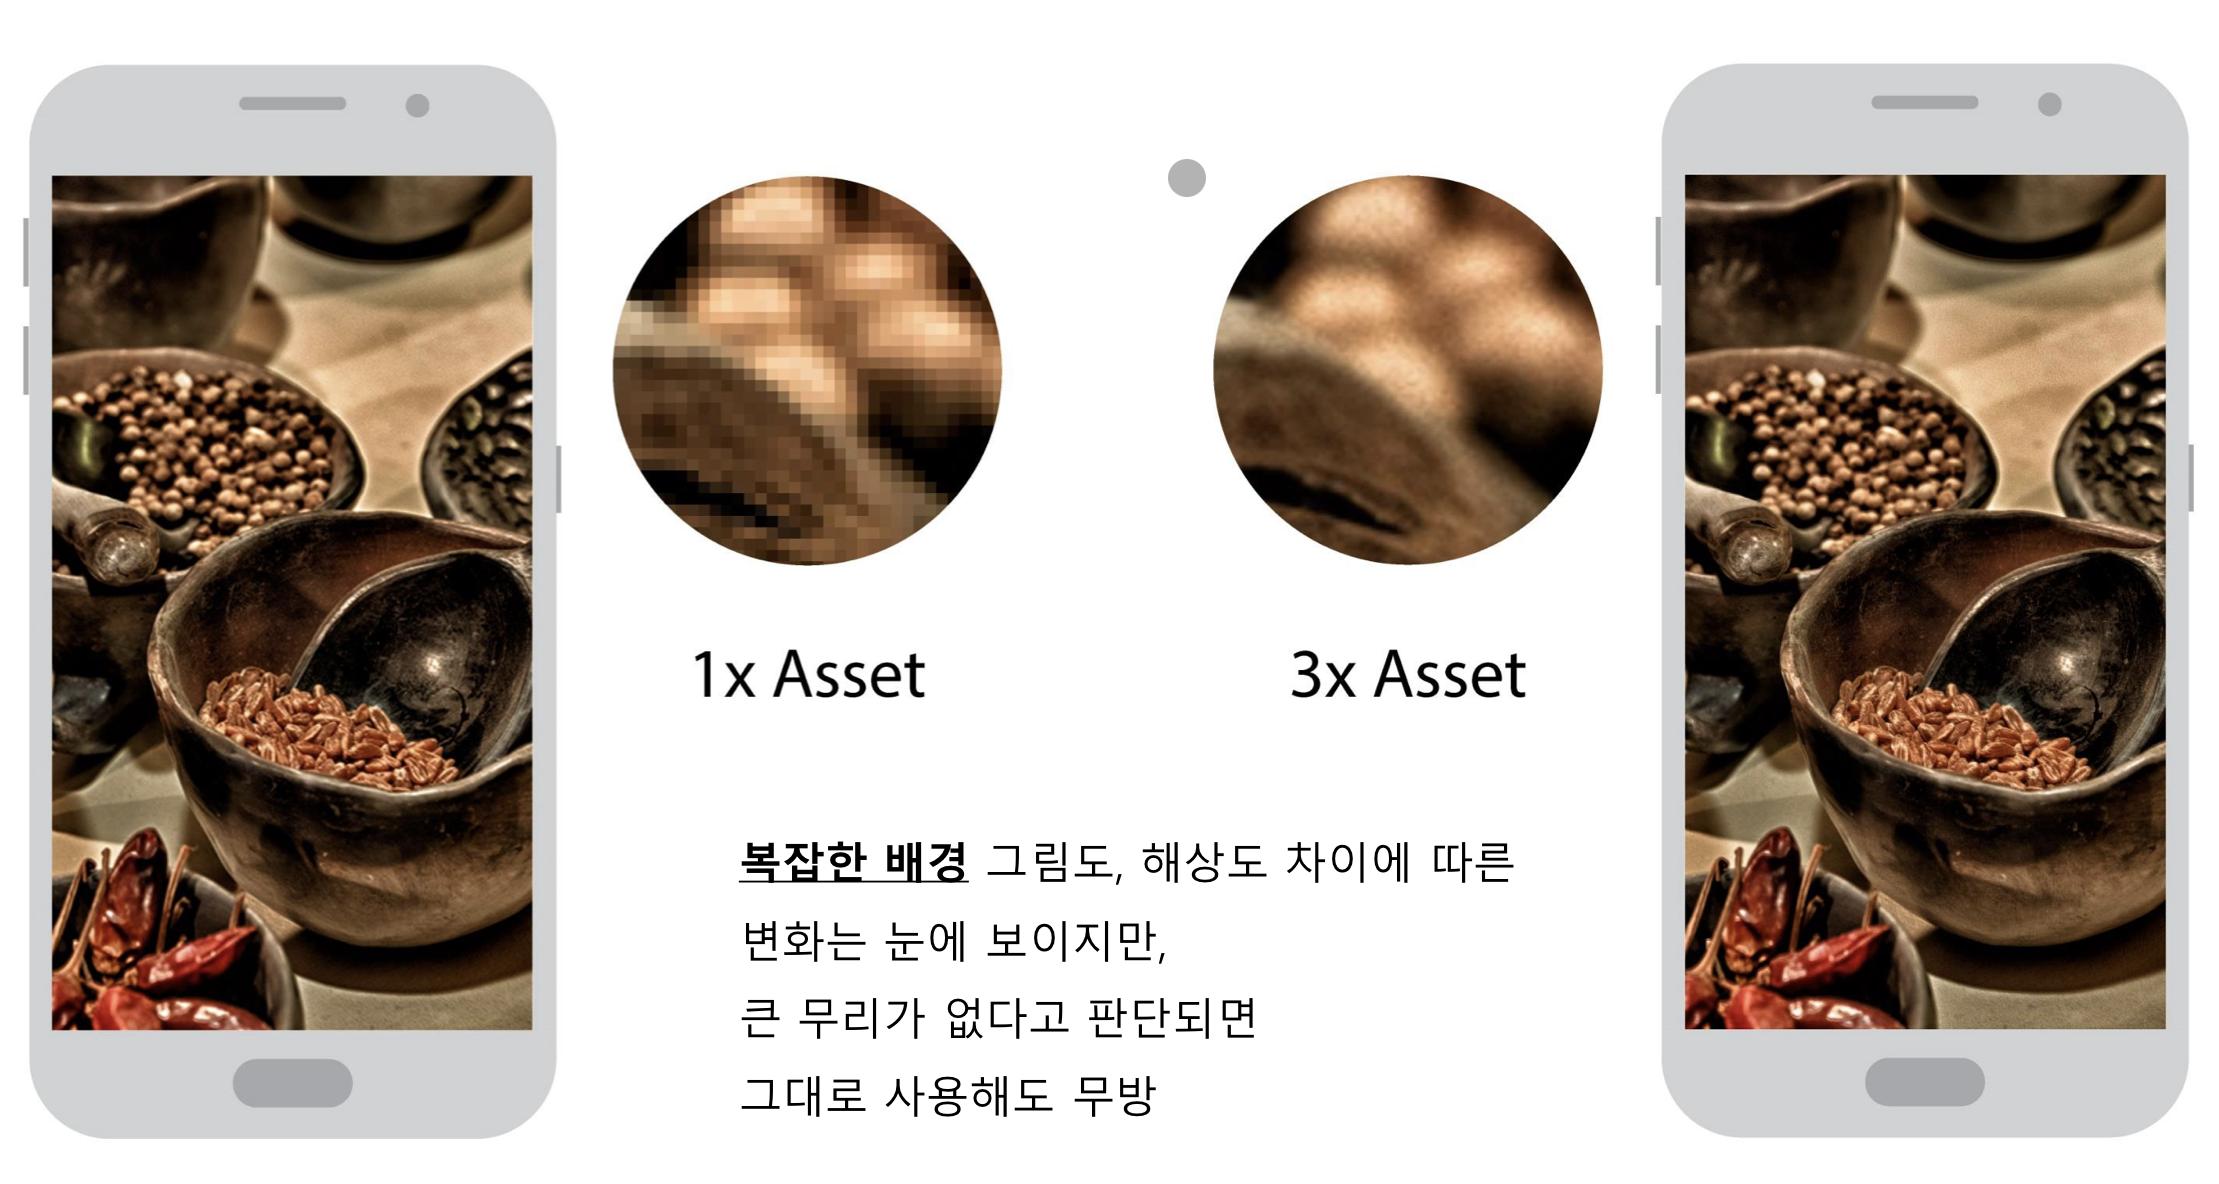 1x Asset
3x Asset
복잡한 배경 그림도, 해상도 차이에 따른
변화는 눈에 보이지만,
큰 무리가 없다고 판단되면
그대로 사용해도 무방